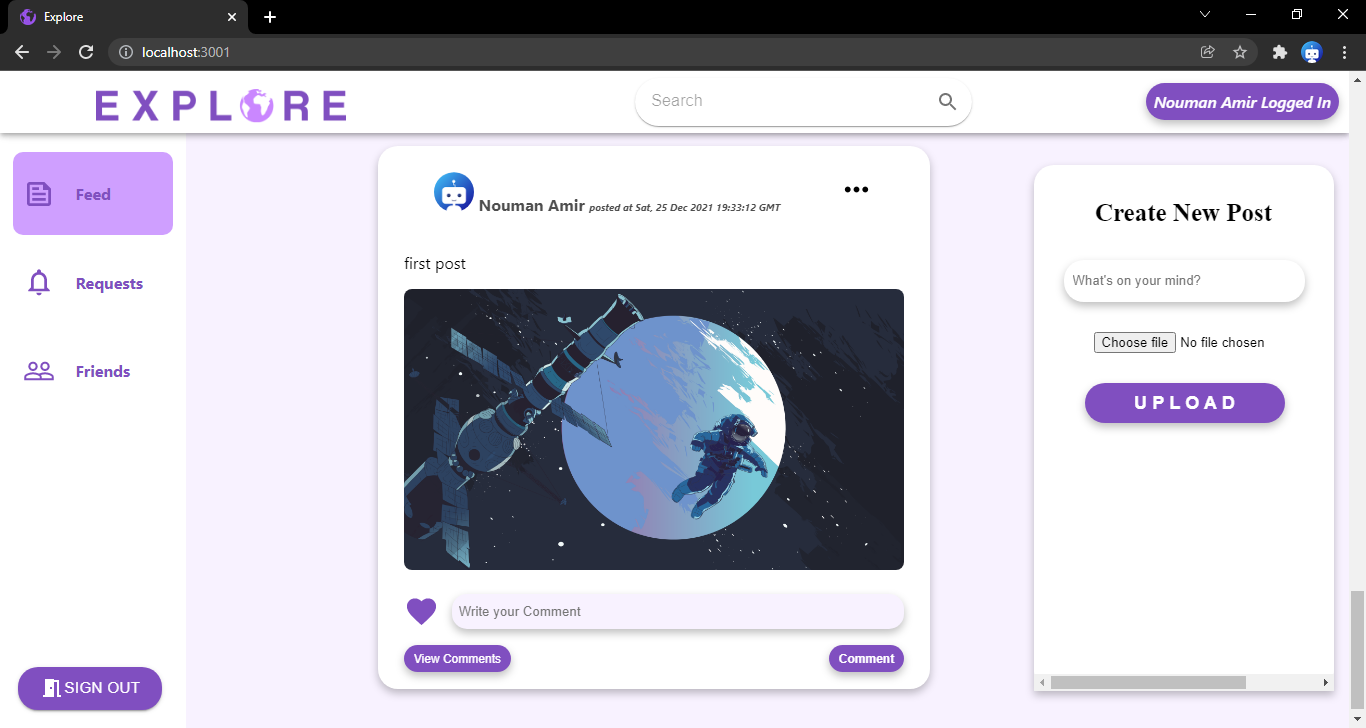 Explore
localhost:3001
EXPLORE
Search
Nouman Amir Logged In
Feed
Requests
Friends
SIGN OUT
Nouman Amir posted at Sat, 25 Dec 2021 19:33:12 GMT
first post
Write your Comment
View Comments
Comment
Create New Post
What's on your mind?
Choose file No file chosen
UPLOAD